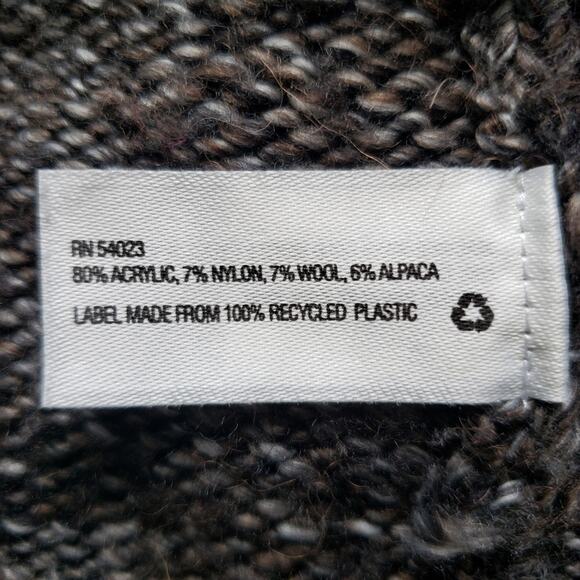 RN 54023
80% ACRYLIC, 7% NYLON, 7% WOOL, 6% ALPACA
LABEL MADE FROM 100% RECYCLED PLASTIC